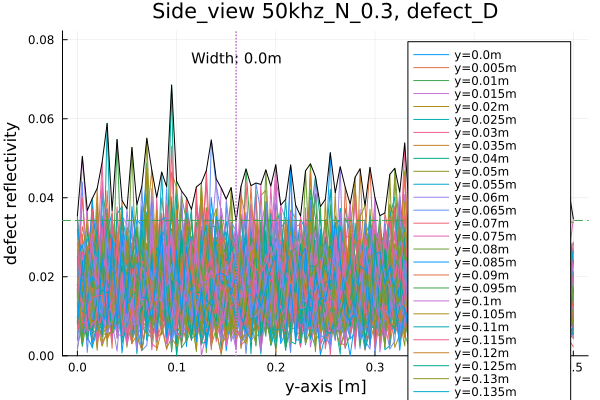 Side_view 50khz_N_0.3, defect_D
0.08
0.06
0.04
0.02
0.00
defect reflectivity
Width: 0.0m
0.0
0.1
0.2
0.3
.5
y-axis [m]
y=0.0m
y=0.005m
y=0.01m
y=0.015m
y=0.02m
y=0.025m
y=0.03m
y=0.035m
y=0.04m
y=0.05m
y=0.055m
y=0.06m
y=0.065m
y=0.07m
y=0.075m
y=0.08m
y=0.085m
y=0.09m
y=0.095m
y=0.1m
y=0.105m
y=0.11m
y=0.115m
y=0.12m
y=0.125m
y=0.13m
y=0.135m